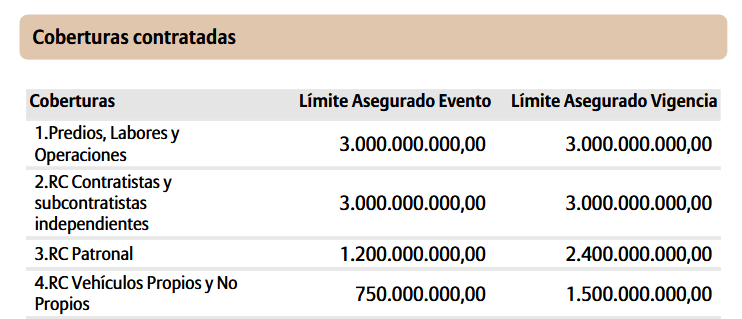 Coberturas contratadas
Coberturas Límite Asegurado Evento Límite Asegurado Vigencia
1.Predios, Labores y
Operaciones 3.000.000.000,00 3.000.000.000,00
2.RC Contratistas y
subcontratistas 3.000.000.000,00 3.000.000.000,00
independientes
3.RC Patronal 1.200.000.000,00 2.400.000.000,00
4.RC Vehículos Propios y No
Propios 750.000.000,00 1.500.000.000,00